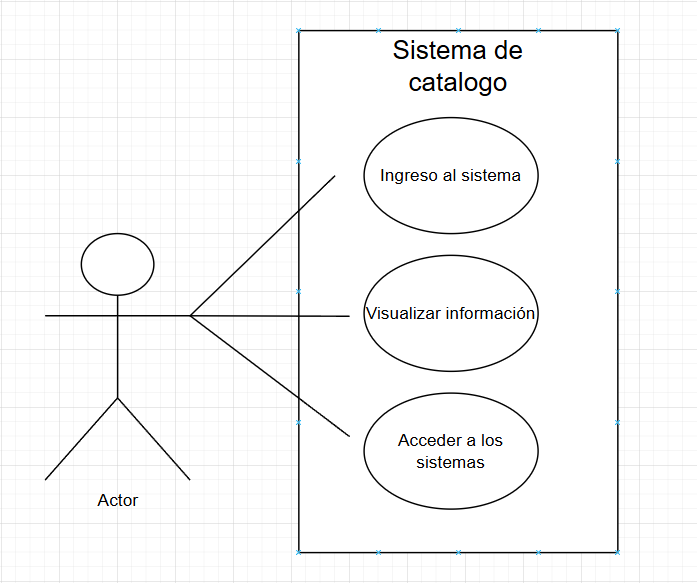 Sistema de
catalogo
Ingreso al sistema
Visualizar información
Acceder a los
sistemas
Actor